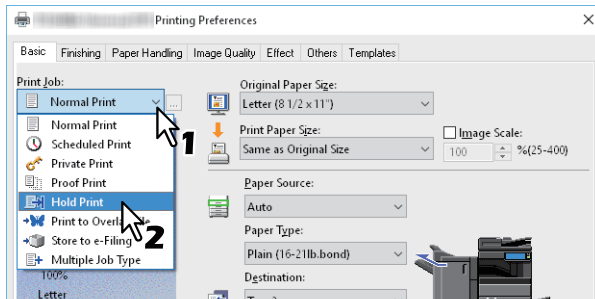 Printing Preferences
Basic Finishing Paper Handling Image Quality Effect Others Templates
Print Job:
Normal Print
...
Normal Print
Scheduled Print
Private Print
Proof Print
Hold Print
Print to Overla
Store to e-Filing
Multiple Job Type
1
2
100%
Letter
Original Paper Size:
Letter (8 1/2 x 11")
Print Paper Size:
Same as Original Size
Image Scale:
100 %(25-400)
Paper Source:
Auto
Paper Type:
Plain (16-21lb.bond)
Destination: